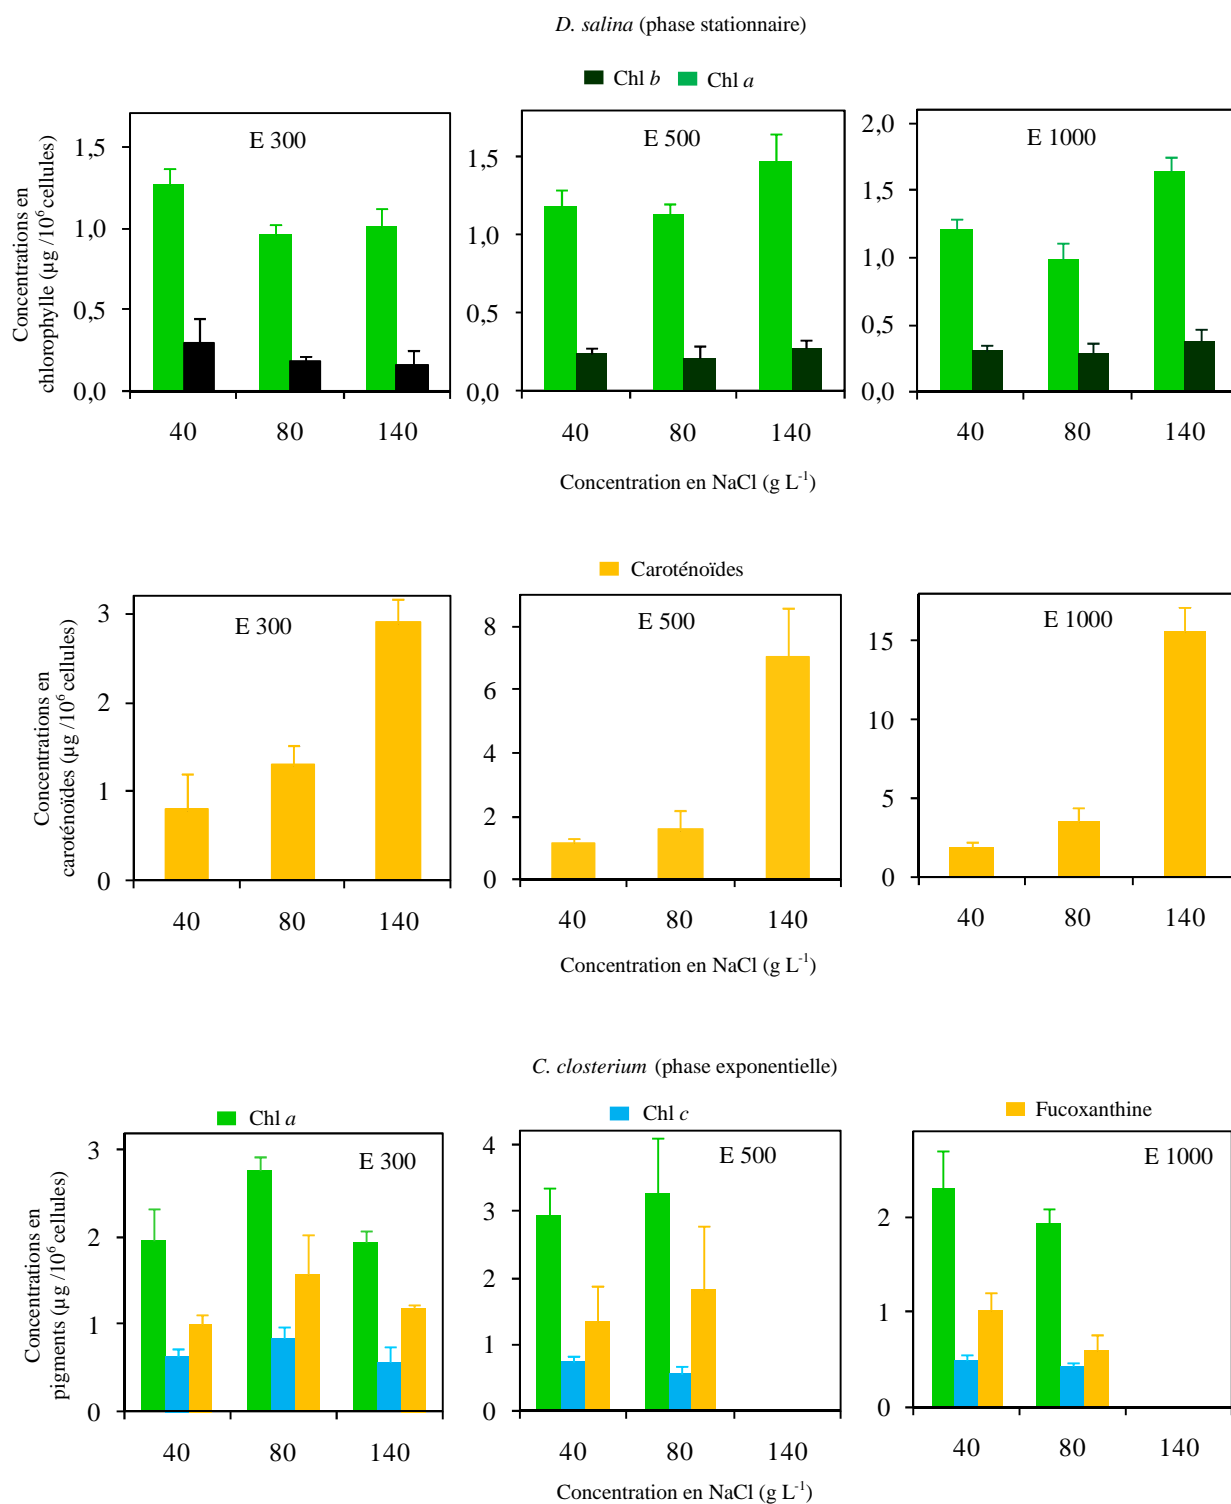 D. salina (phase stationnaire)
Chl b Chl a
Concentrations en
chlorophylle (µg /10⁶ cellules)
E 300
1,5
1,0
0,5
0,0
40 80 140
E 500
1,5
1,0
0,5
0,0
40 80 140
E 1000
2,0
1,5
1,0
0,5
0,0
40 80 140
Concentration en NaCl (g L⁻¹)
Caroténoïdes
Concentrations en
caroténoïdes (µg /10⁶ cellules)
E 300
3
2
1
0
40 80 140
E 500
8
6
4
2
0
40 80 140
E 1000
15
10
5
0
40 80 140
Concentration en NaCl (g L⁻¹)
C. closterium (phase exponentielle)
Chl a Chl c Fucoxanthine
Concentrations en
pigments (µg /10⁶ cellules)
E 300
3
2
1
0
40 80 140
E 500
4
3
2
1
0
40 80 140
E 1000
2
1
0
40 80 140
Concentration en NaCl (g L⁻¹)